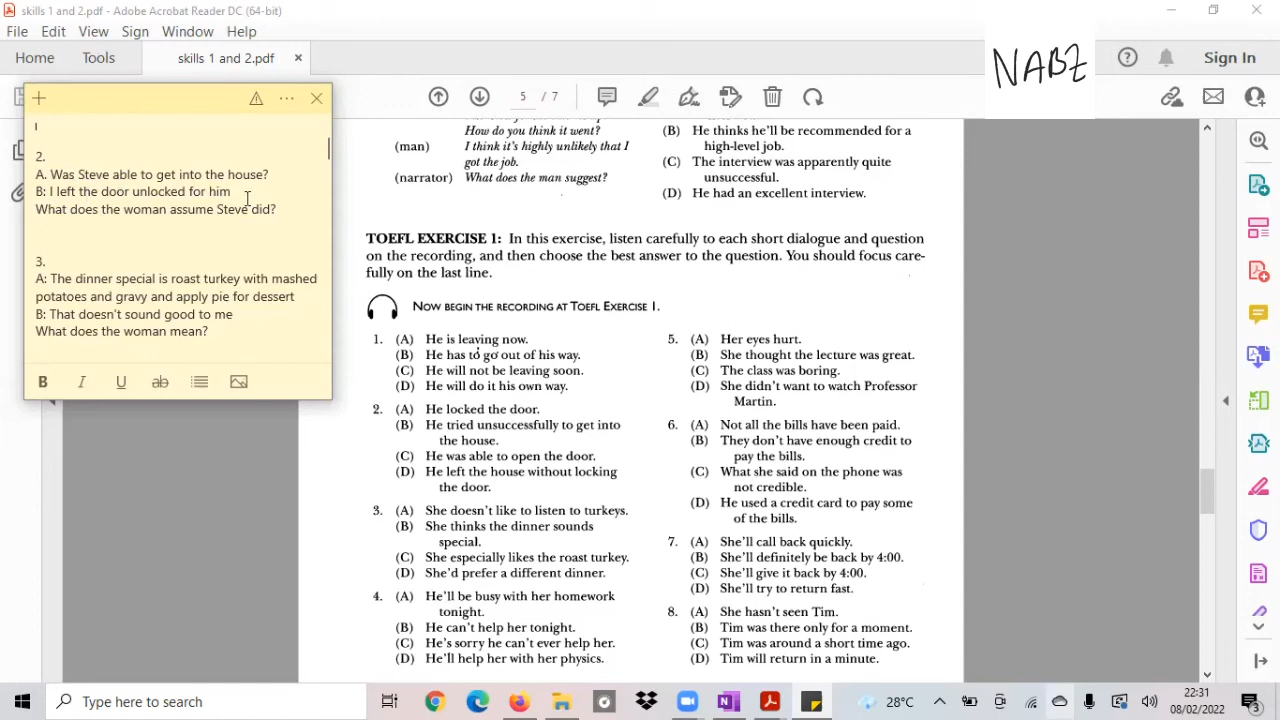 skills 1 and 2.pdf - Adobe Acrobat Reader DC (64-bit)
File Edit View Sign Window Help
Home Tools skills 1 and 2.pdf
Sign In
NABZ
5 / 7
2.
A. Was Steve able to get into the house?
B: I left the door unlocked for him
What does the woman assume Steve did?
3.
A: The dinner special is roast turkey with mashed
potatoes and gravy and apply pie for dessert
B: That doesn't sound good to me
What does the woman mean?
B I U ab
How do you think it went?
(man) I think it's highly unlikely that I
got the job.
(narrator) What does the man suggest?
(B) He thinks he'll be recommended for a
high-level job.
(C) The interview was apparently quite
unsuccessful.
(D) He had an excellent interview.
TOEFL EXERCISE 1: In this exercise, listen carefully to each short dialogue and question
on the recording, and then choose the best answer to the question. You should focus care-
fully on the last line.
NOW BEGIN THE RECORDING AT TOEFL EXERCISE 1.
1. (A) He is leaving now.
(B) He has to go out of his way.
(C) He will not be leaving soon.
(D) He will do it his own way.
2. (A) He locked the door.
(B) He tried unsuccessfully to get into
the house.
(C) He was able to open the door.
(D) He left the house without locking
the door.
3. (A) She doesn't like to listen to turkeys.
(B) She thinks the dinner sounds
special.
(C) She especially likes the roast turkey.
(D) She'd prefer a different dinner.
4. (A) He'll be busy with her homework
tonight.
(B) He can't help her tonight.
(C) He's sorry he can't ever help her.
(D) He'll help her with her physics.
5. (A) Her eyes hurt.
(B) She thought the lecture was great.
(C) The class was boring.
(D) She didn't want to watch Professor
Martin.
6. (A) Not all the bills have been paid.
(B) They don't have enough credit to
pay the bills.
(C) What she said on the phone was
not credible.
(D) He used a credit card to pay some
of the bills.
7. (A) She'll call back quickly.
(B) She'll definitely be back by 4:00.
(C) She'll give it back by 4:00.
(D) She'll try to return fast.
8. (A) She hasn't seen Tim.
(B) Tim was there only for a moment.
(C) Tim was around a short time ago.
(D) Tim will return in a minute.
Type here to search
28°C
22:31
08/02/2022
3